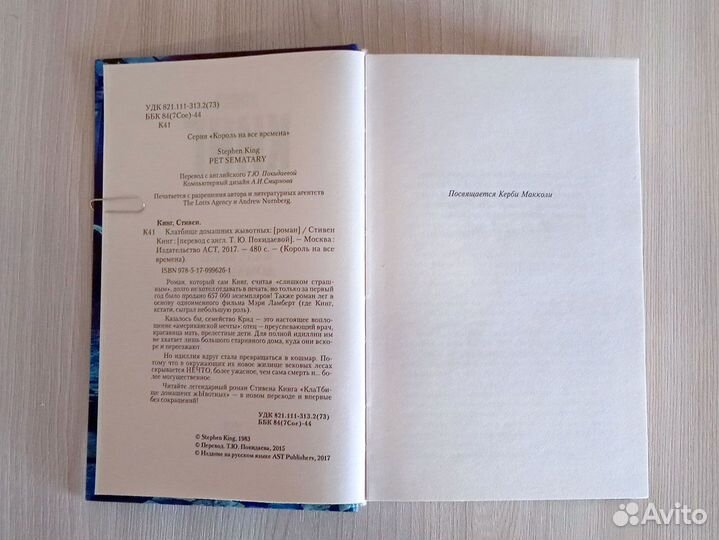 УДК 821.111-313.2(73)
ББК 84(7Сое)-44
К41
Серия «Король на все времена»
Stephen King
PET SEMATARY
Перевод с английского Т.Ю. Покидаевой
Компьютерный дизайн А.И. Смирнова
Печатается с разрешения автора и литературных агентств
The Lotts Agency и Andrew Nurnberg.
Кинг, Стивен.
К41 Клатбище домашних жывотных: [роман] / Стивен
Кинг: [перевод с англ. Т. Ю. Покидаевой]. — Москва:
Издательство АСТ, 2017. — 480 с. — (Король на все
времена).
ISBN 978-5-17-099626-1
Роман, который сам Кинг, считая «слишком страш-
ным», долго не хотел отдавать в печать, но только за первый
год было продано 657 000 экземпляров! Также роман лег в
основу одноименного фильма Мэри Ламберт (где Кинг,
кстати, сыграл небольшую роль).
Казалось бы, семейство Крид — это настоящее вопло-
щение «американской мечты»: отец — преуспевающий врач,
красавица мать, прелестные дети. Для полной идиллии им
не хватает лишь большого старинного дома, куда они вско-
ре и переезжают.
Но идиллия вдруг стала превращаться в кошмар. По-
тому что в окружающих их новое жилище вековых лесах
скрывается НЕЧТО, более ужасное, чем сама смерть и... бо-
лее могущественное.
Читайте легендарный роман Стивена Кинга «КлаТби-
ще домашних жЫвотных» — в новом переводе и впервые
без сокращений!
УДК 821.111-313.2(73)
ББК 84(7Сое)-44
© Stephen King, 1983
© Перевод. Т.Ю. Покидаева, 2015
© Издание на русском языке AST Publishers, 2017
Посвящается Керби Макколи
Avito